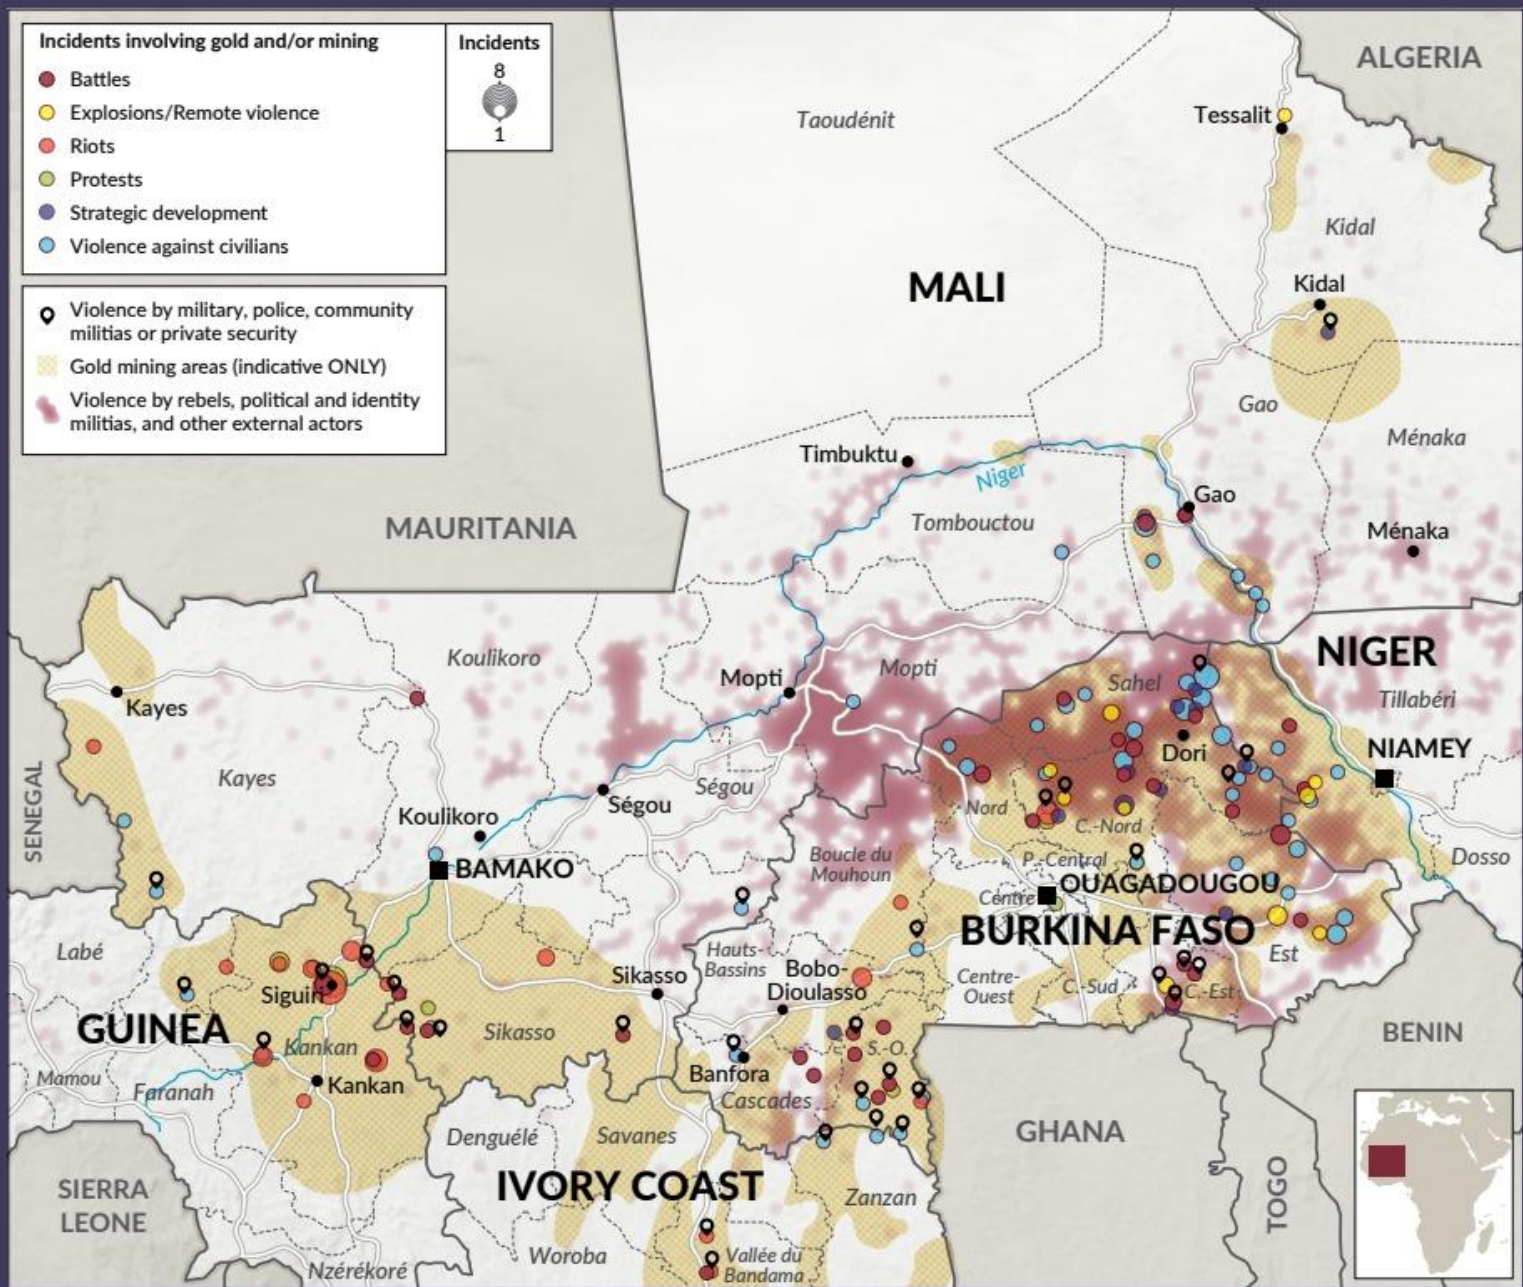 Incidents involving gold and/or mining
Battles
Explosions/Remote violence
Riots
Protests
Strategic development
Violence against civilians
Incidents
8
1
Violence by military, police, community
militias or private security
Gold mining areas (indicative ONLY)
Violence by rebels, political and identity
militias, and other external actors
ALGERIA
Taoudénit
Tessalit
Kidal
MALI
Kidal
Gao
Ménaka
Timbuktu
Niger
Gao
MAURITANIA
Tombouctou
Ménaka
NIGER
Koulikoro
Mopti
Mopti
Sahel
Tillabéri
Kayes
Dori
NIAMEY
Kayes
Ségou
Ségou
SENEGAL
Koulikoro
Nord
C.-Nord
Boucle du
Mouhoun
P.-Central
Dosso
BAMAKO
OUAGADOUGOU
Centre
BURKINA FASO
Labé
Hauts-
Bassins
Est
Sikasso
Bobo-
Dioulasso
Centre-
Ouest
C.-Sud
C.-Est
Siguiri
GUINEA
Sikasso
BENIN
Kankan
S.-O.
Mamou
Faranah
Kankan
Banfora
Cascades
Denguélé
Savanes
GHANA
SIERRA
LEONE
IVORY COAST
Zanzan
TOGO
Woroba
Vallée du
Bandama
Nzérékoré